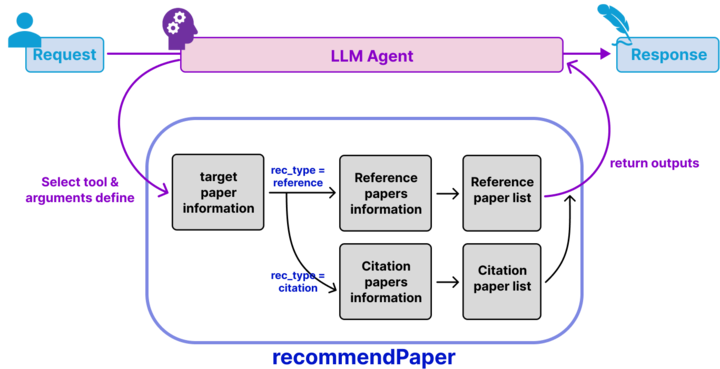 Request
LLM Agent
Response
Select tool &
arguments define
target
paper
information
rec_type =
reference
Reference
papers
information
Reference
paper list
return outputs
rec_type =
citation
Citation
papers
information
Citation
paper list
recommendPaper